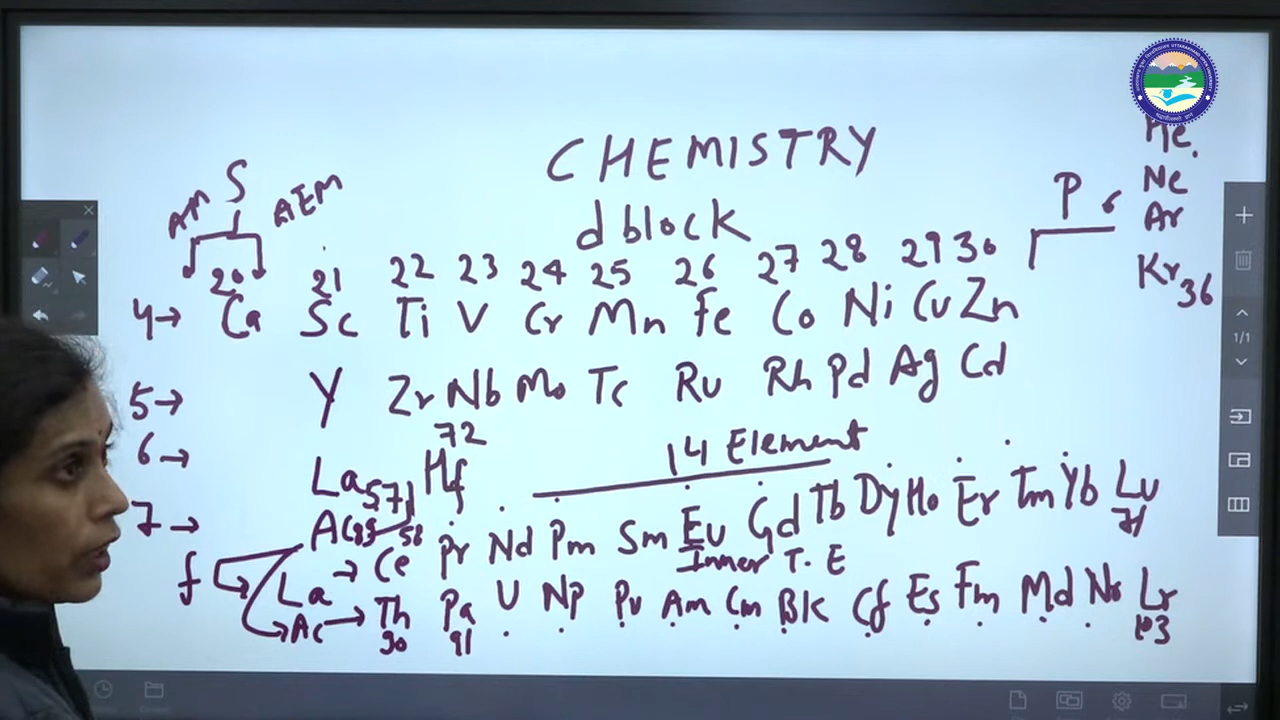 CHEMISTRY
d block
S
AM AEM
P 6
He
Ne
Ar
Kr 36
20 21 22 23 24 25 26 27 28 29 30
4→ Ca Sc Ti V Cr Mn Fe Co Ni Cu Zn
5→ Y Zr Nb Mo Tc Ru Rh Pd Ag Cd
72
6→ La 57 Hf
14 Element
7→ Ac 89
f La → 58 Ce Pr Nd Pm Sm Eu Gd Tb Dy Ho Er Tm Yb Lu
71
Inner T. E
Ac → Th Pa U Np Pu Am Cm Bk Cf Es Fm Md No Lr
90 91 103
1/1